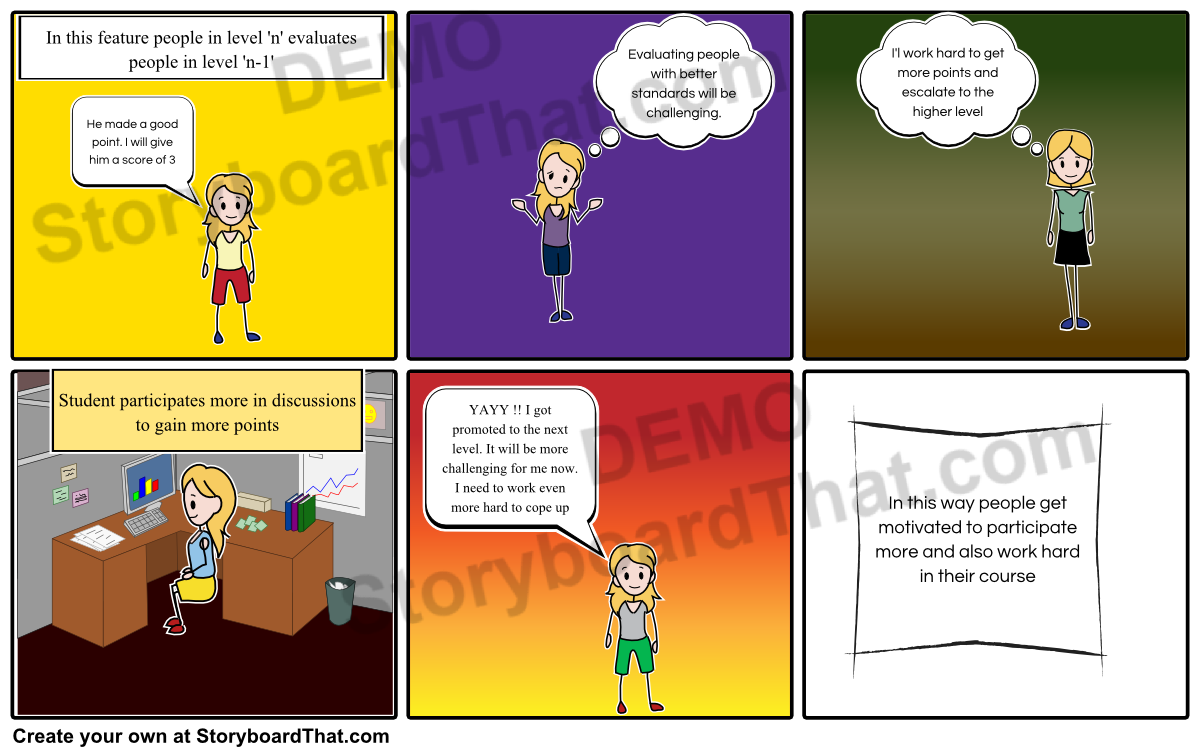 In this feature people in level 'n' evaluates
people in level 'n-1'
He made a good
point. I will give
him a score of 3
Evaluating people
with better
standards will be
challenging.
I'l work hard to get
more points and
escalate to the
higher level
DEMO
StoryboardThat.com
Student participates more in discussions
to gain more points
YAYY !! I got
promoted to the next
level. It will be more
challenging for me now.
I need to work even
more hard to cope up
In this way people get
motivated to participate
more and also work hard
in their course
DEMO
StoryboardThat.com
Create your own at StoryboardThat.com